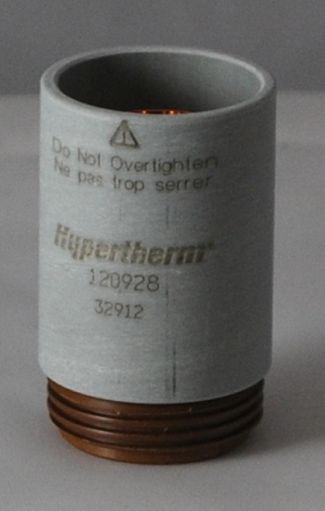 Do Not Overtighten
Ne pas trop serrer
Hypertherm
120928
32912